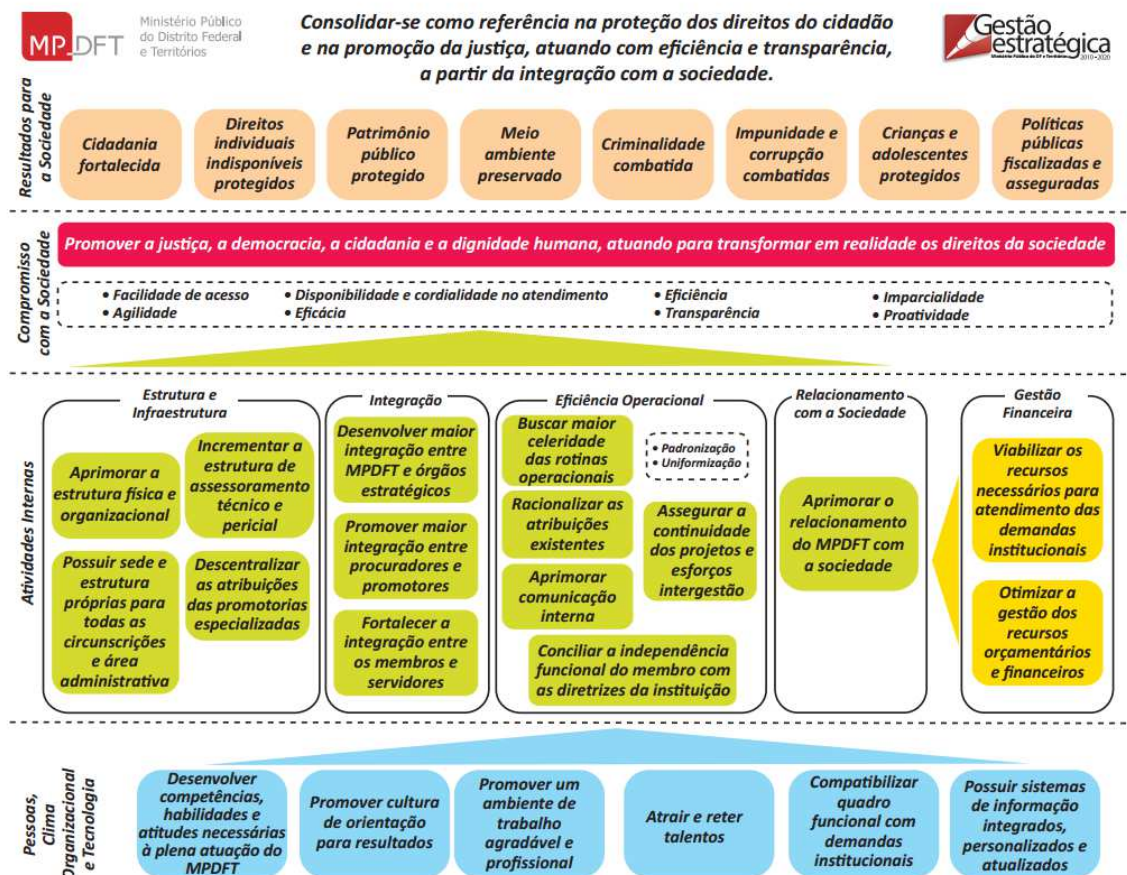 MPDFT
Ministério Público
do Distrito Federal
e Territórios
Consolidar-se como referência na proteção dos direitos do cidadão
e na promoção da justiça, atuando com eficiência e transparência,
a partir da integração com a sociedade.
Gestão
estratégica
Ministério Público do DF e Territórios 2010-2020
Resultados para
a Sociedade
Cidadania
fortalecida
Direitos
individuais
indisponíveis
protegidos
Patrimônio
público
protegido
Meio
ambiente
preservado
Criminalidade
combatida
Impunidade e
corrupção
combatidas
Crianças e
adolescentes
protegidos
Políticas
públicas
fiscalizadas e
asseguradas
Compromisso
com a Sociedade
Promover a justiça, a democracia, a cidadania e a dignidade humana, atuando para transformar em realidade os direitos da sociedade
• Facilidade de acesso
• Agilidade
• Disponibilidade e cordialidade no atendimento
• Eficácia
• Eficiência
• Transparência
• Imparcialidade
• Proatividade
Atividades Internas
Estrutura e
Infraestrutura
Aprimorar a
estrutura física e
organizacional
Incrementar a
estrutura de
assessoramento
técnico e
pericial
Possuir sede e
estrutura
próprias para
todas as
circunscrições
e área
administrativa
Descentralizar
as atribuições
das promotorias
especializadas
Integração
Desenvolver maior
integração entre
MPDFT e órgãos
estratégicos
Promover maior
integração entre
procuradores e
promotores
Fortalecer a
integração entre
os membros e
servidores
Eficiência Operacional
Buscar maior
celeridade
das rotinas
operacionais
• Padronização
• Uniformização
Racionalizar as
atribuições
existentes
Assegurar a
continuidade
dos projetos e
esforços
intergestão
Aprimorar
comunicação
interna
Conciliar a independência
funcional do membro com
as diretrizes da instituição
Relacionamento
com a Sociedade
Aprimorar o
relacionamento
do MPDFT com
a sociedade
Gestão
Financeira
Viabilizar os
recursos
necessários para
atendimento das
demandas
institucionais
Otimizar a
gestão dos
recursos
orçamentários
e financeiros
Pessoas,
Clima
Organizacional
e Tecnologia
Desenvolver
competências,
habilidades e
atitudes necessárias
à plena atuação do
MPDFT
Promover cultura
de orientação
para resultados
Promover um
ambiente de
trabalho
agradável e
profissional
Atrair e reter
talentos
Compatibilizar
quadro
funcional com
demandas
institucionais
Possuir sistemas
de informação
integrados,
personalizados e
atualizados